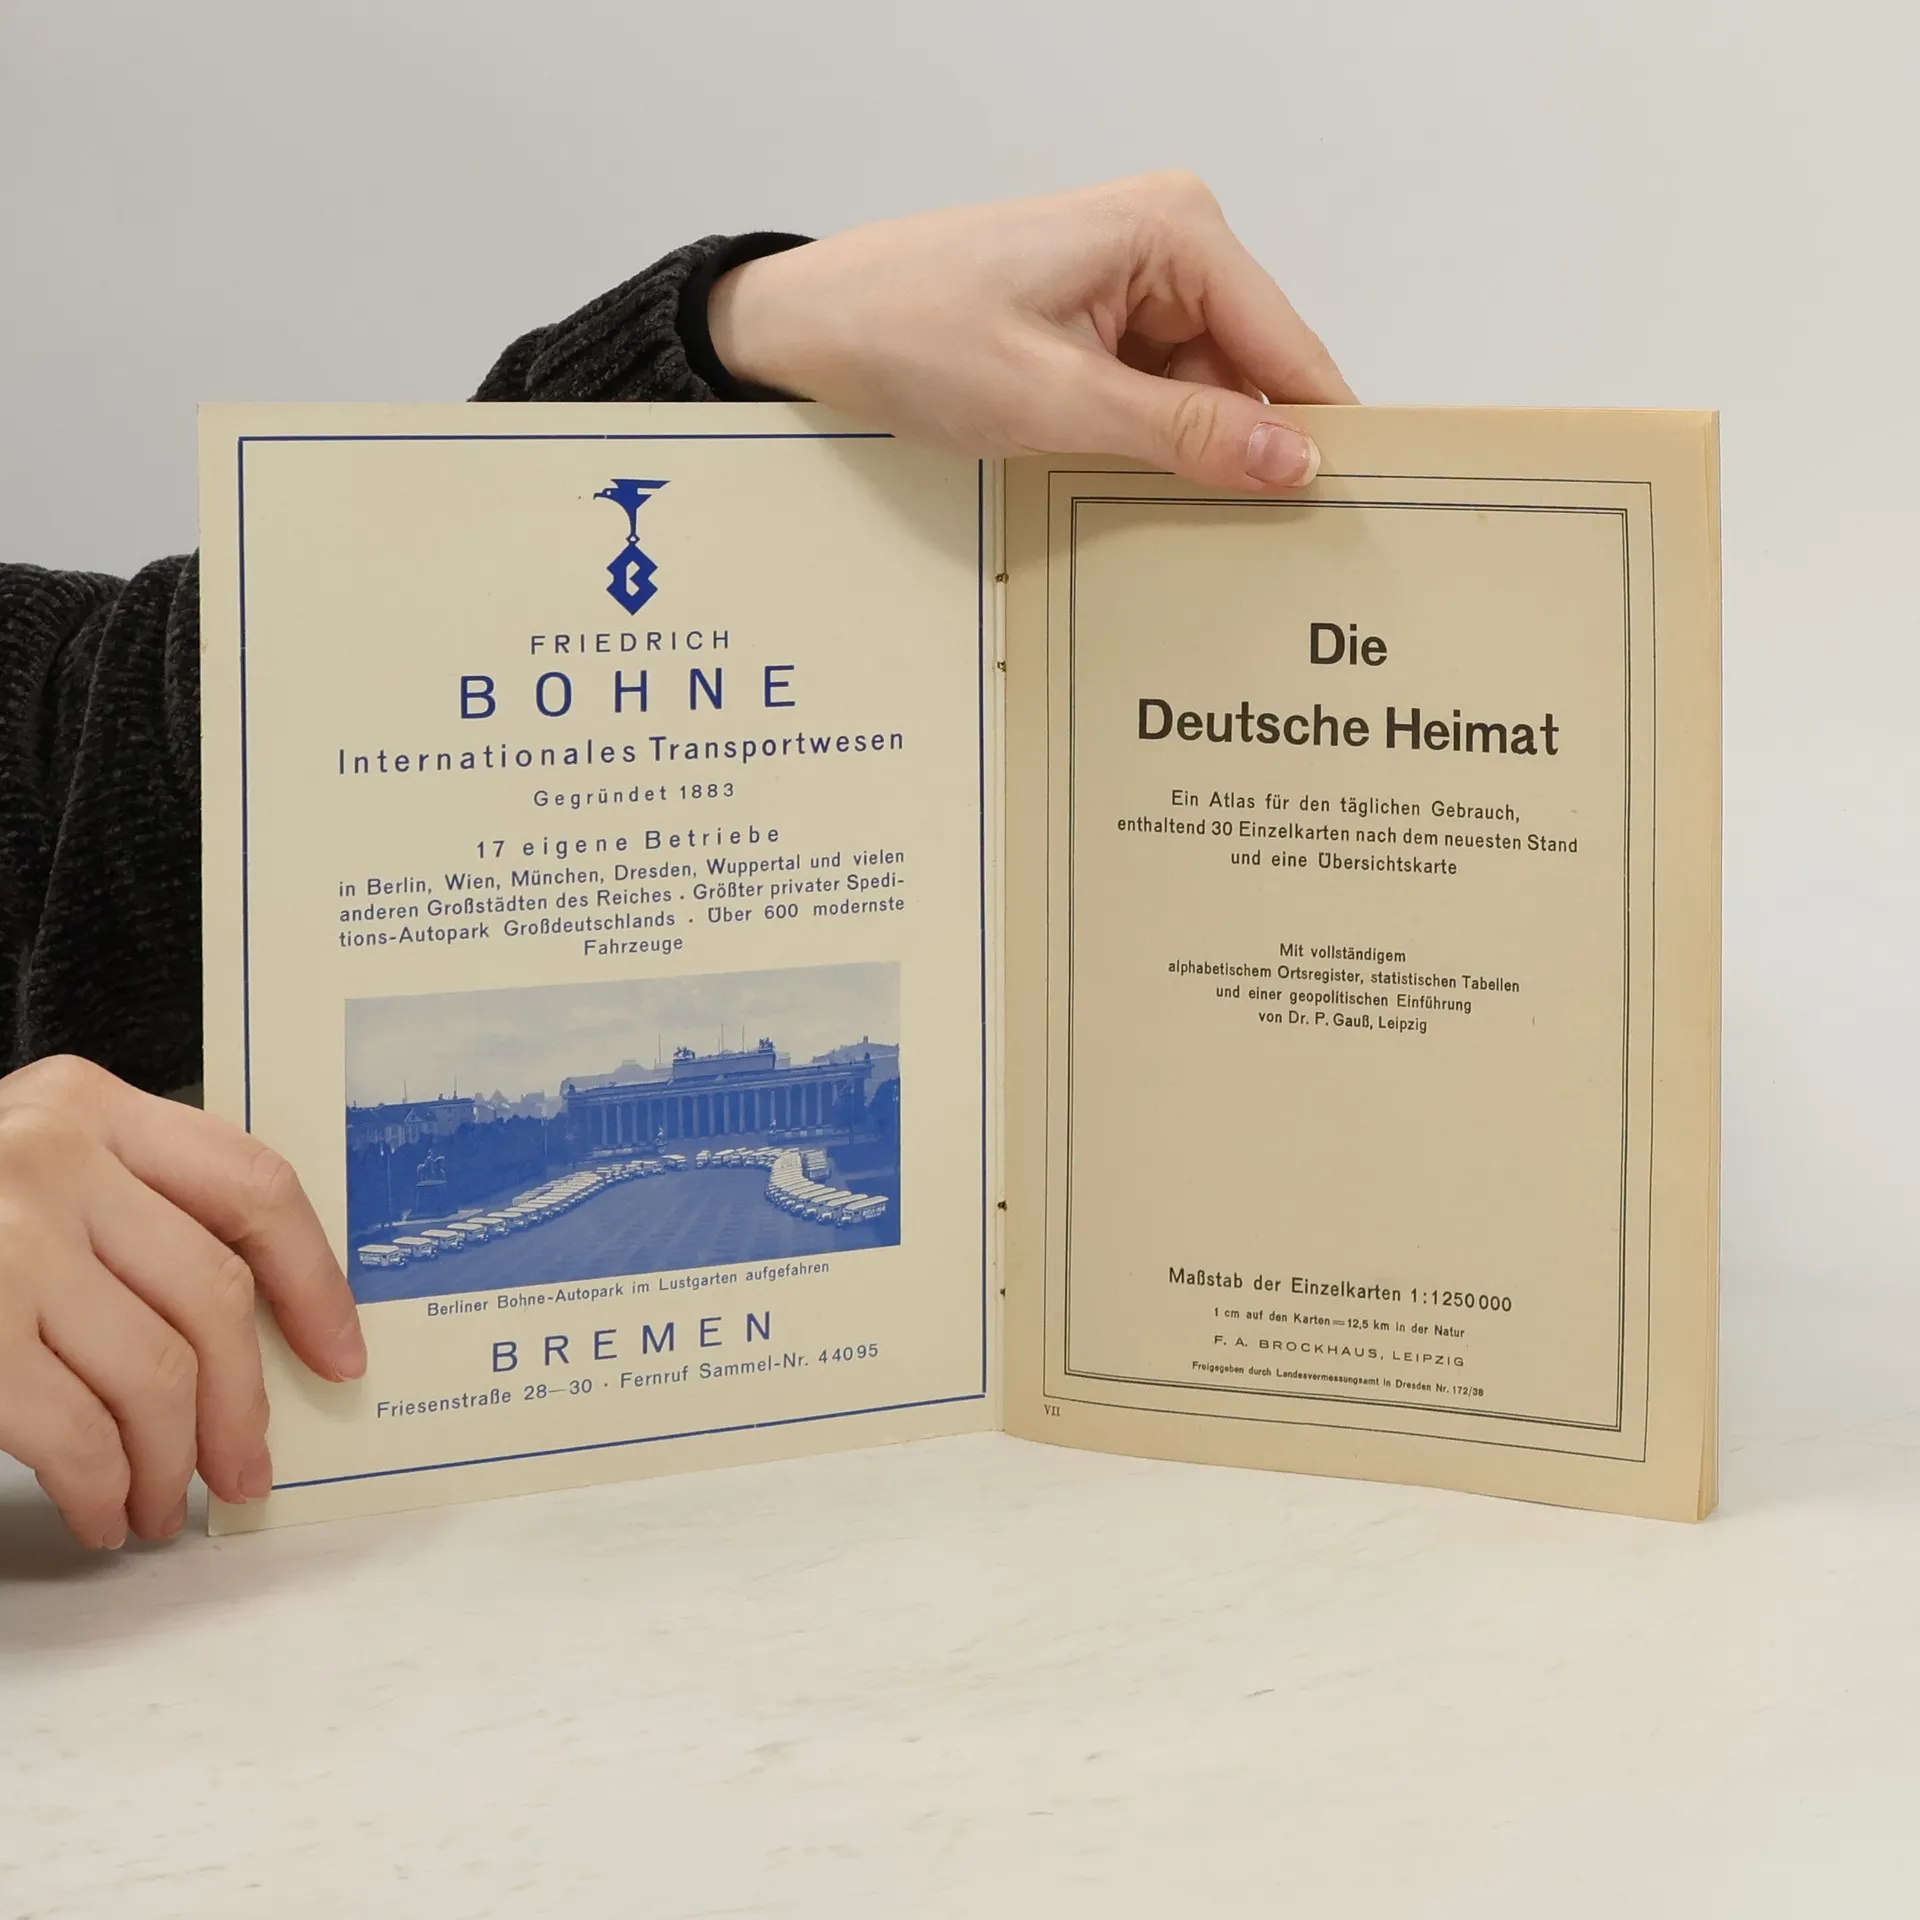 B
FRIEDRICH
BOHNE
Internationales Transportwesen
Gegründet 1883
17 eigene Betriebe
in Berlin, Wien, München, Dresden, Wuppertal und vielen
anderen Großstädten des Reiches . Größter privater Spedi-
tions-Autopark Großdeutschlands . Über 600 modernste
Fahrzeuge
Berliner Bohne-Autopark im Lustgarten aufgefahren
BREMEN
Friesenstraße 28—30 · Fernruf Sammel-Nr. 44095
Die
Deutsche Heimat
Ein Atlas für den täglichen Gebrauch,
enthaltend 30 Einzelkarten nach dem neuesten Stand
und eine Übersichtskarte
Mit vollständigem
alphabetischem Ortsregister, statistischen Tabellen
und einer geopolitischen Einführung
von Dr. P. Gauß, Leipzig
Maßstab der Einzelkarten 1:1250000
1 cm auf den Karten=12,5 km in der Natur
F. A. BROCKHAUS, LEIPZIG
Freigegeben durch Landesvermessungsamt in Dresden Nr. 172/38
VII